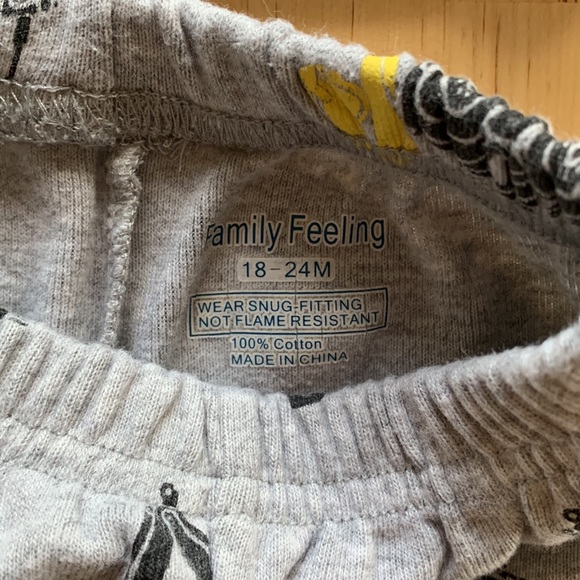 Family Feeling
18-24M
WEAR SNUG-FITTING
NOT FLAME RESISTANT
100% Cotton
MADE IN CHINA